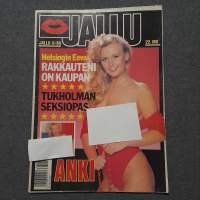 JALLU
Helsingin Eeva
RAKKAUTENI
ON KAUPAN
TUKHOLMAN
SEKSIOPAS
ANKI